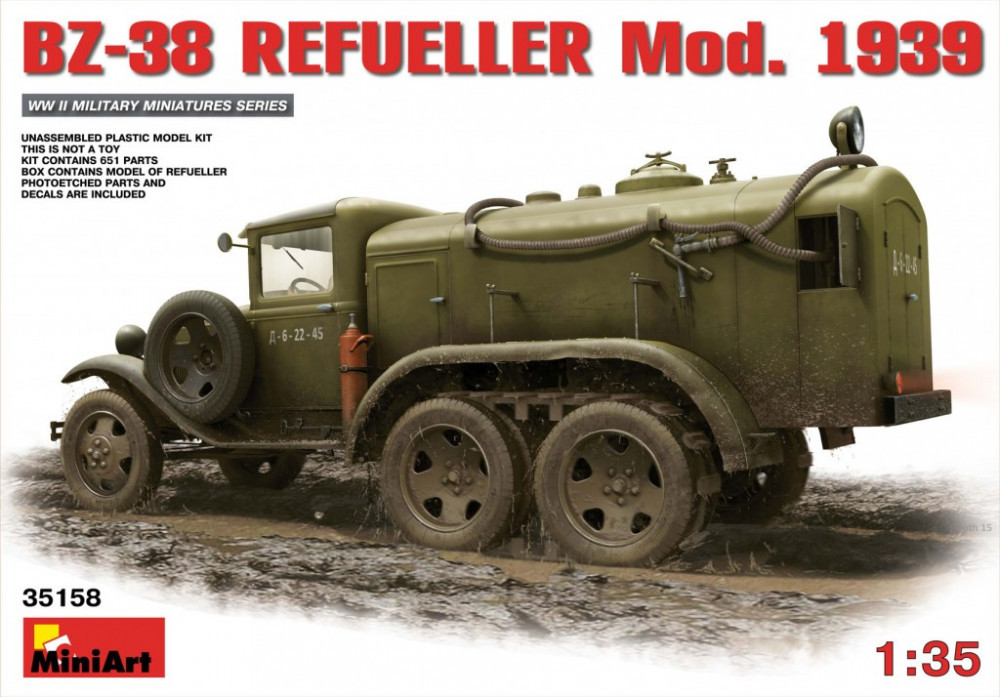 BZ-38 REFUELLER Mod. 1939
WW II MILITARY MINIATURES SERIES
UNASSEMBLED PLASTIC MODEL KIT
THIS IS NOT A TOY
KIT CONTAINS 651 PARTS
BOX CONTAINS MODEL OF REFUELLER
PHOTOETCHED PARTS AND
DECALS ARE INCLUDED
Д-6-22-45
Д-6-22-45
35158
MiniArt
1:35